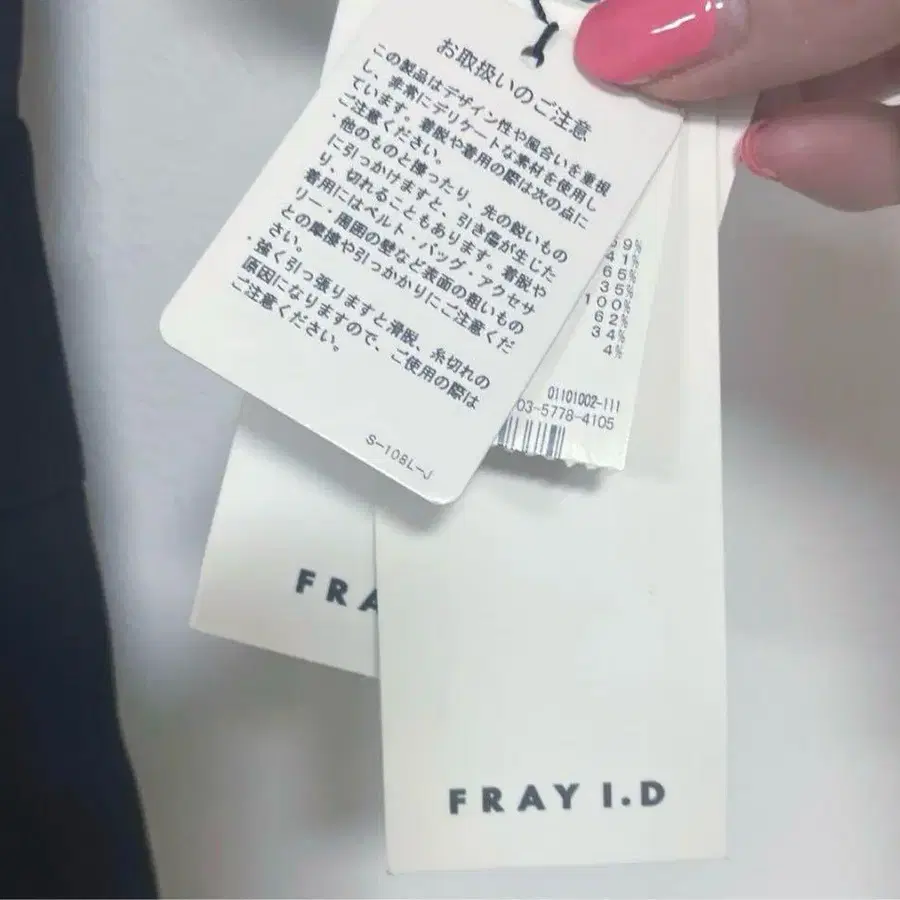 お取扱いのご注意
この製品はデザイン性や風合いを重視
し、非常にデリケートな素材を使用し
ています。着脱や着用の際は次の点に
ご注意ください。
・他のものと擦ったり、先の鋭いもの
に引っかけますと、引き傷が生じた
り、切れることもあります。着脱や
着用にはベルト・バッグ・アクセサ
リー・周囲の壁など表面の粗いもの
との摩擦や引っかかりにご注意くだ
さい。
・強く引っ張りますと滑脱、糸切れの
原因になりますので、ご使用の際は
ご注意ください。
S-108L-J
01101002-111
03-5778-4105
FRA
FRAY I.D